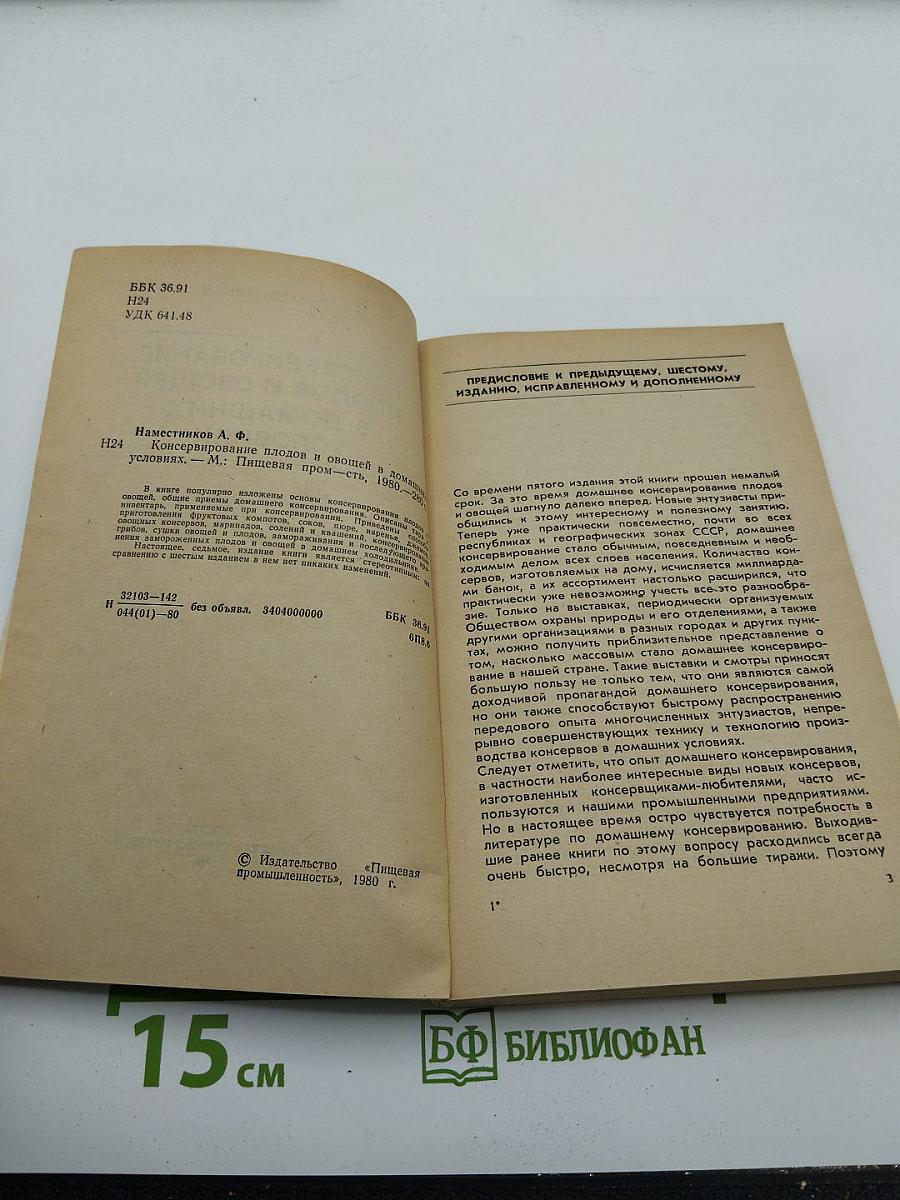 ББК 36.91
Н24
УДК 641.48
Наместников А. Ф.
Н24 Консервирование плодов и овощей в домашних
условиях. — М.: Пищевая пром—сть, 1980.—
В книге популярно изложены основы консервирования плодов и
овощей, общие приемы домашнего консервирования. Описаны тара и
инвентарь, применяемые при консервировании. Приведены
приготовления фруктовых компотов, соков, пюре, варенья,
овощных консервов, маринадов, солений и квашений, консервирования
грибов, сушки овощей и плодов, замораживания и последующего
нения замороженных плодов и овощей в домашнем холодильнике.
Настоящее, седьмое, издание книги является стереотипным: по
сравнению с шестым изданием в нем нет никаких изменений.
Н 32103—142
044(01)—80 без объявл. 3404000000 ББК 36.91
6П8.6
© Издательство «Пищевая
промышленность», 1980 г.
ПРЕДИСЛОВИЕ К ПРЕДЫДУЩЕМУ, ШЕСТОМУ,
ИЗДАНИЮ, ИСПРАВЛЕННОМУ И ДОПОЛНЕННОМУ
Со времени пятого издания этой книги прошел немалый
срок. За это время домашнее консервирование плодов
и овощей шагнуло далеко вперед. Новые энтузиасты при-
общились к этому интересному и полезному занятию.
Теперь уже практически повсеместно, почти во всех
республиках и географических зонах СССР, домашнее
консервирование стало обычным, повседневным и необ-
ходимым делом всех слоев населения. Количество кон-
сервов, изготовляемых на дому, исчисляется миллиарда-
ми банок, а их ассортимент настолько расширился, что
практически уже невозможно учесть все это разнообра-
зие. Только на выставках, периодически организуемых
Обществом охраны природы и его отделениями, а также
другими организациями в разных городах и других пунк-
тах, можно получить приблизительное представление о
том, насколько массовым стало домашнее консервиро-
вание в нашей стране. Такие выставки и смотры приносят
большую пользу не только тем, что они являются самой
доходчивой пропагандой домашнего консервирования,
но они также способствуют быстрому распространению
передового опыта многочисленных энтузиастов, непре-
рывно совершенствующих технику и технологию произ-
водства консервов в домашних условиях.
Следует отметить, что опыт домашнего консервирования,
в частности наиболее интересные виды новых консервов,
изготовленных консервщиками-любителями, часто ис-
пользуются и нашими промышленными предприятиями.
Но в настоящее время остро чувствуется потребность в
литературе по домашнему консервированию. Выходив-
шие ранее книги по этому вопросу расходились всегда
очень быстро, несмотря на большие тиражи. Поэтому
1*
3
15 см
БФ БИБЛИОФАН